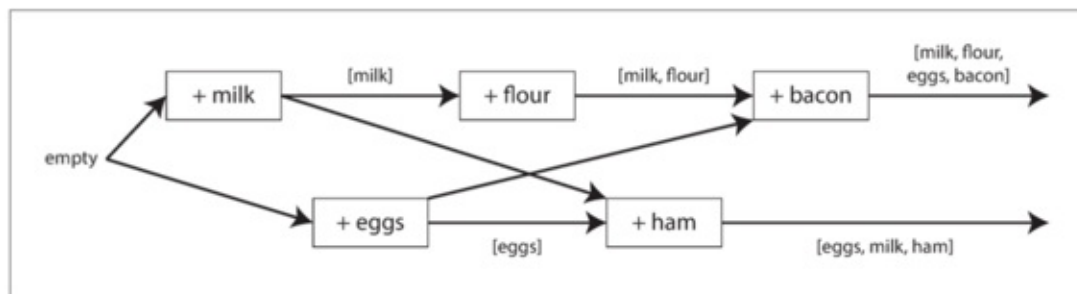 [milk, flour,
eggs, bacon]
[milk]
[milk, flour]
+ milk
+ flour
+ bacon
empty
+ eggs
+ ham
[eggs]
[eggs, milk, ham]